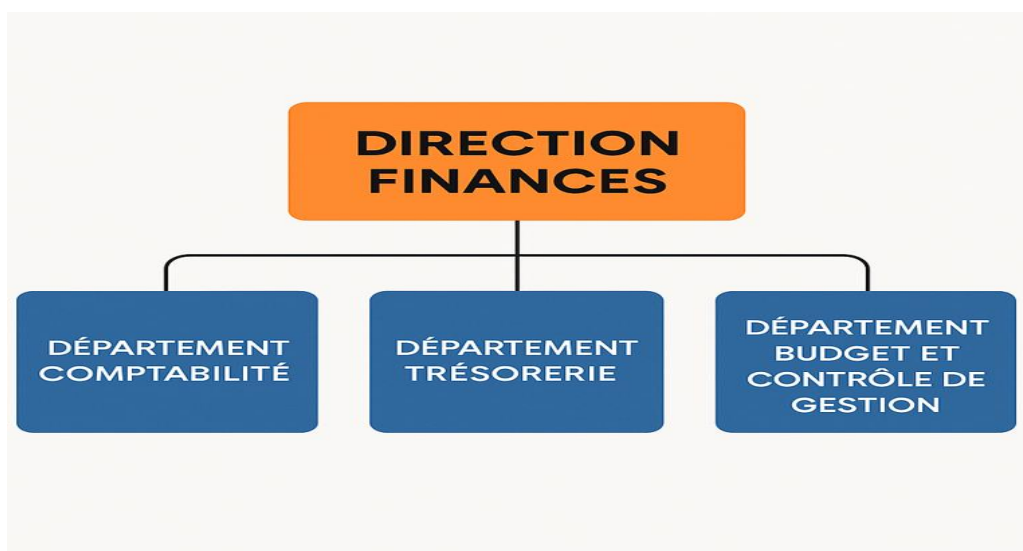 DIRECTION
FINANCES
DÉPARTEMENT
COMPTABILITÉ
DÉPARTEMENT
TRÉSORERIE
DÉPARTEMENT
BUDGET ET
CONTRÔLE DE
GESTION